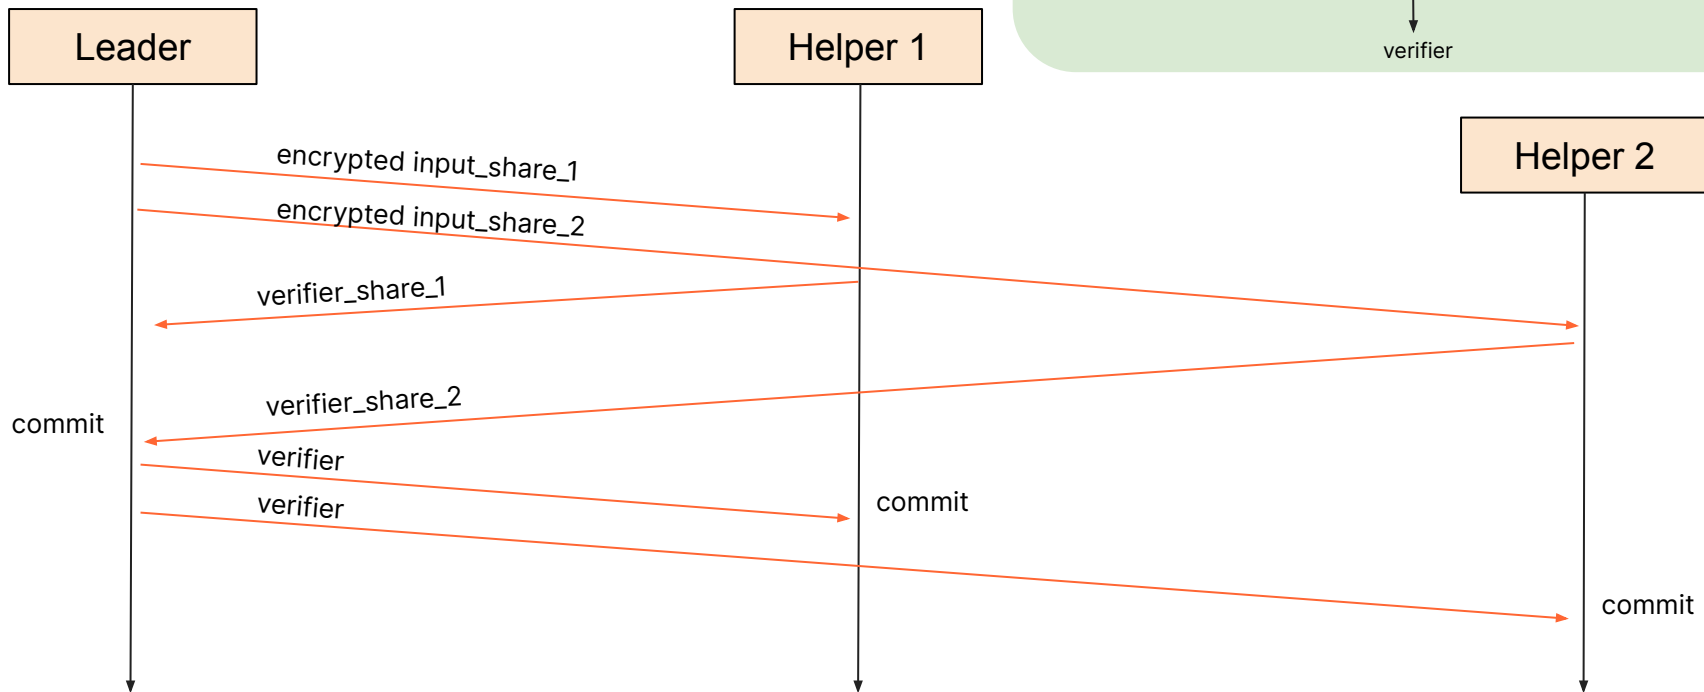 Leader
Helper 1
verifier
Helper 2
encrypted input_share_1
encrypted input_share_2
verifier_share_1
verifier_share_2
commit
verifier
verifier
commit
commit